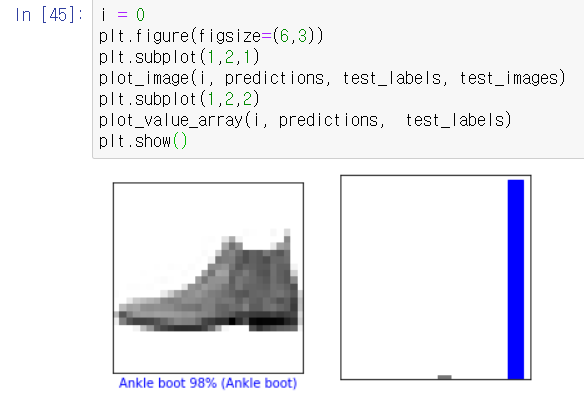 In [45]:
i = 0
plt.figure(figsize=(6,3))
plt.subplot(1,2,1)
plot_image(i, predictions, test_labels, test_images)
plt.subplot(1,2,2)
plot_value_array(i, predictions,  test_labels)
plt.show()
Ankle boot 98% (Ankle boot)